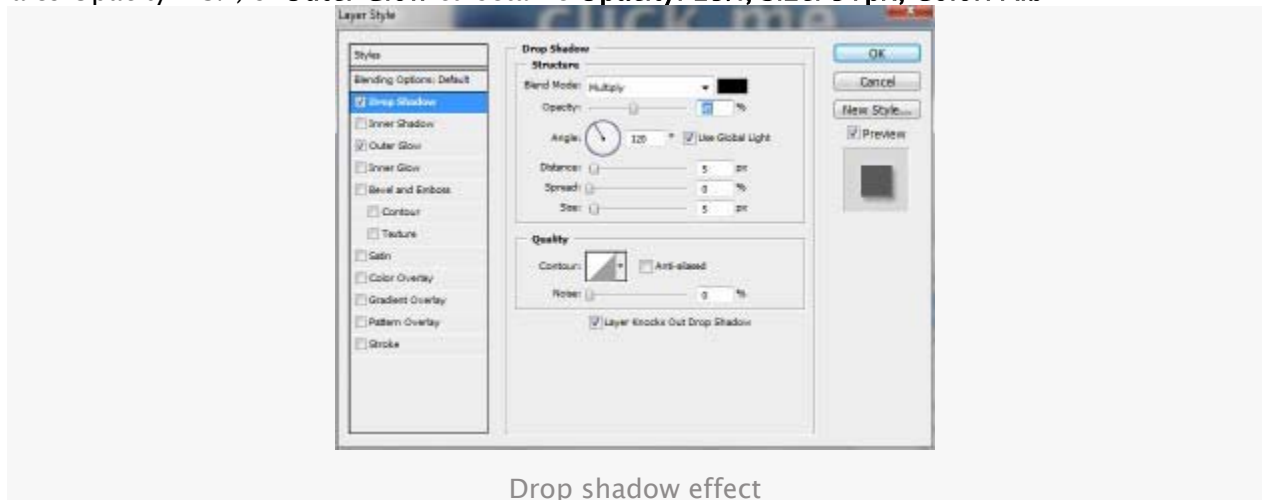 click me
Layer Style
Styles
Blending Options: Default
Drop Shadow
Inner Shadow
Outer Glow
Inner Glow
Bevel and Emboss
Contour
Texture
Satin
Color Overlay
Gradient Overlay
Pattern Overlay
Stroke
Drop Shadow
Structure
Blend Mode: Multiply
Opacity: %
Angle: 120 ° Use Global Light
Distance: 5 px
Spread: 0 %
Size: 5 px
Quality
Contour: Anti-aliased
Noise: 0 %
Layer Knocks Out Drop Shadow
OK
Cancel
New Style...
Preview
Drop shadow effect